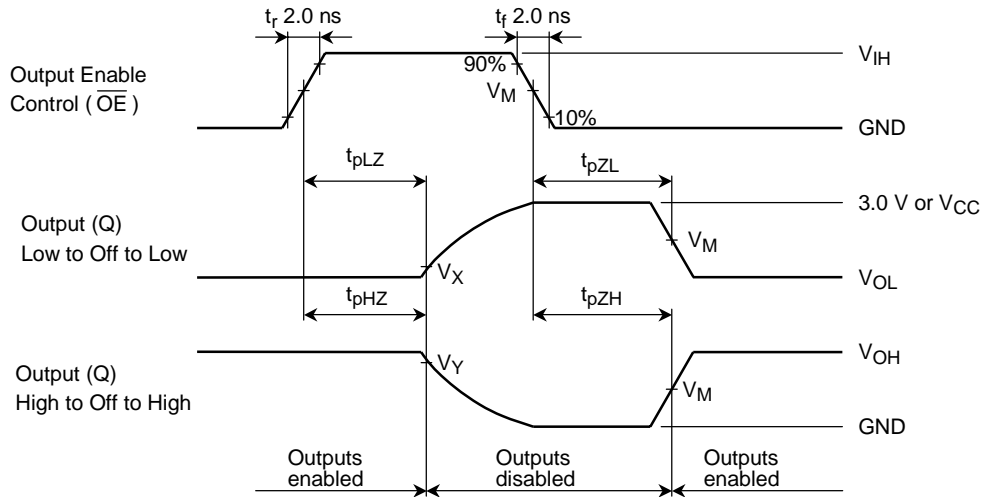 tr 2.0 ns
tf 2.0 ns
Output Enable
Control ( OE )
90%
VM
10%
VIH
GND
tpLZ
tpZL
Output (Q)
Low to Off to Low
3.0 V or VCC
VM
VX
VOL
tpHZ
tpZH
Output (Q)
High to Off to High
VY
VOH
VM
GND
Outputs
enabled
Outputs
disabled
Outputs
enabled